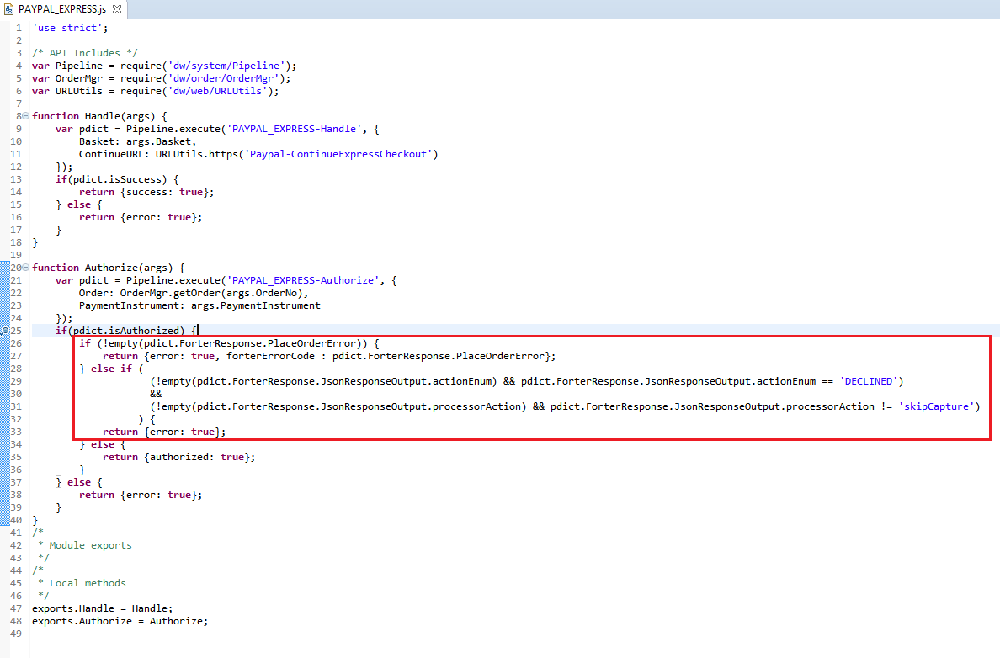 PAYPAL_EXPRESS.js
1 'use strict';
2
3 /* API Includes */
4 var Pipeline = require('dw/system/Pipeline');
5 var OrderMgr = require('dw/order/OrderMgr');
6 var URLUtils = require('dw/web/URLUtils');
7
8 function Handle(args) {
9     var pdict = Pipeline.execute('PAYPAL_EXPRESS-Handle', {
10         Basket: args.Basket,
11         ContinueURL: URLUtils.https('Paypal-ContinueExpressCheckout')
12     });
13     if(pdict.isSuccess) {
14         return {success: true};
15     } else {
16         return {error: true};
17     }
18 }
19
20 function Authorize(args) {
21     var pdict = Pipeline.execute('PAYPAL_EXPRESS-Authorize', {
22         Order: OrderMgr.getOrder(args.OrderNo),
23         PaymentInstrument: args.PaymentInstrument
24     });
25     if(pdict.isAuthorized) {
26         if (!empty(pdict.ForterResponse.PlaceOrderError)) {
27             return {error: true, forterErrorCode : pdict.ForterResponse.PlaceOrderError};
28         } else if (
29                     (!empty(pdict.ForterResponse.JsonResponseOutput.actionEnum) && pdict.ForterResponse.JsonResponseOutput.actionEnum == 'DECLINED')
30                     &&
31                     (!empty(pdict.ForterResponse.JsonResponseOutput.processorAction) && pdict.ForterResponse.JsonResponseOutput.processorAction != 'skipCapture')
32                   ) {
33             return {error: true};
34         } else {
35             return {authorized: true};
36         }
37     } else {
38         return {error: true};
39     }
40 }
41 /*
42  * Module exports
43  */
44 /*
45  * Local methods
46  */
47 exports.Handle = Handle;
48 exports.Authorize = Authorize;
49